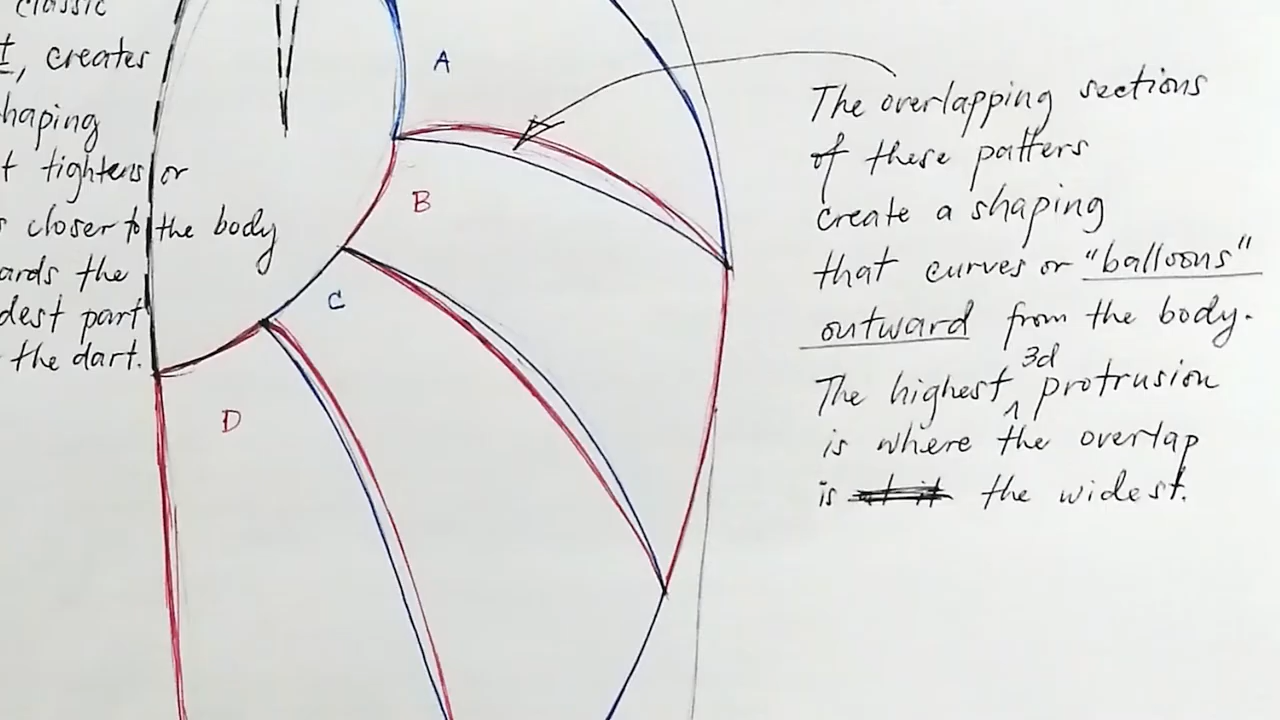 classic
t, creates
haping
t tightens or
s closer to the body
ards the
dest part
the dart.
A
B
C
D
The overlapping sections
of these patters
create a shaping
that curves or "balloons"
outward from the body.
3d
The highest ^ protrusion
is where the overlap
is at it the widest.